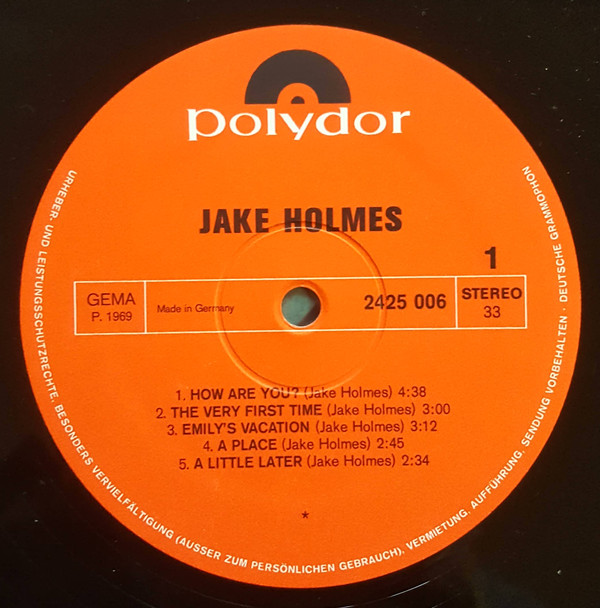 polydor
JAKE HOLMES
1
GEMA
P. 1969
Made in Germany
2425 006
STEREO
33
1. HOW ARE YOU? (Jake Holmes) 4:38
2. THE VERY FIRST TIME (Jake Holmes) 3:00
3. EMILY'S VACATION (Jake Holmes) 3:12
4. A PLACE (Jake Holmes) 2:45
5. A LITTLE LATER (Jake Holmes) 2:34
*
URHEBER- UND LEISTUNGSSCHUTZRECHTE, BESONDERS VERVIELFÄLTIGUNG (AUSSER ZUM PERSÖNLICHEN GEBRAUCH), VERMIETUNG, AUFFÜHRUNG, SENDUNG VORBEHALTEN · DEUTSCHE GRAMMOPHON